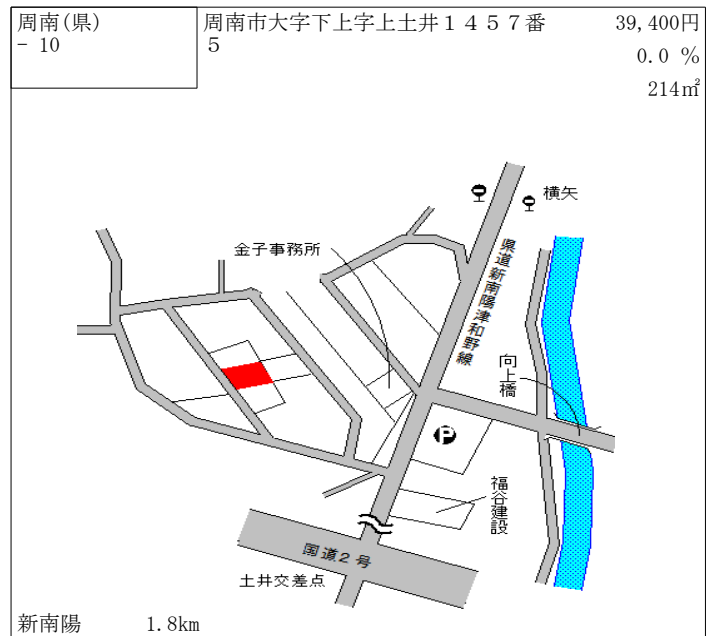 周南(県)
- 10
周南市大字下上字上土井１４５７番
5
39,400円
0.0 %
214㎡
横矢
金子事務所
県道新南陽津和野線
向上橋
P
福谷建設
国道2号
土井交差点
新南陽 1.8km